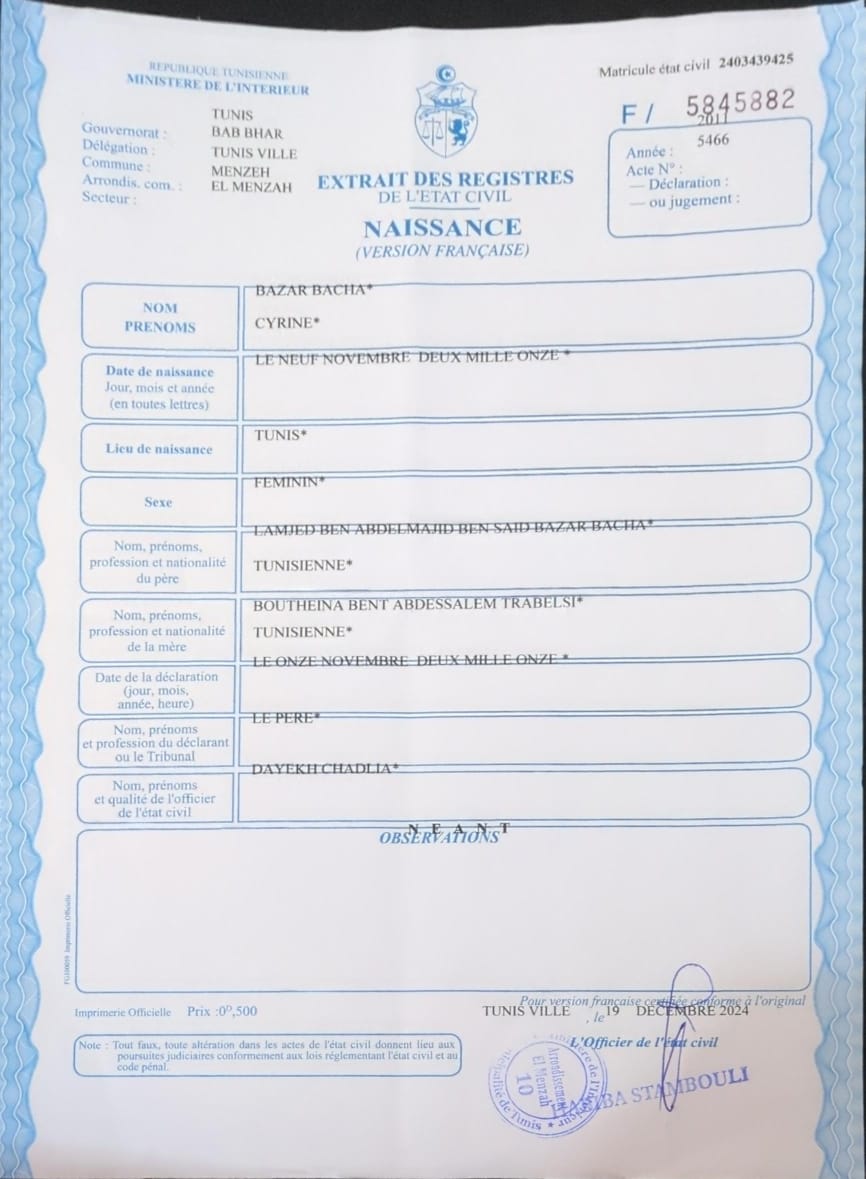 REPUBLIQUE TUNISIENNE
MINISTERE DE L'INTERIEUR
Matricule état civil 2403439425
F / 5845882
Gouvernorat : TUNIS
Délégation : BAB BHAR
Commune : TUNIS VILLE
Arrondis. com. : MENZEH
Secteur : EL MENZAH
EXTRAIT DES REGISTRES
DE L'ETAT CIVIL
NAISSANCE
(VERSION FRANÇAISE)
Année : 2011
Acte N° : 5466
— Déclaration :
— ou jugement :
NOM
PRENOMS
BAZAR BACHA*
CYRINE*
Date de naissance
Jour, mois et année
(en toutes lettres)
LE NEUF NOVEMBRE DEUX MILLE ONZE *
Lieu de naissance
TUNIS*
Sexe
FEMININ*
Nom, prénoms,
profession et nationalité
du père
LAMJED BEN ABDELMAJID BEN SAID BAZAR BACHA*
TUNISIENNE*
Nom, prénoms,
profession et nationalité
de la mère
BOUTHEINA BENT ABDESSALEM TRABELSI*
TUNISIENNE*
Date de la déclaration
(jour, mois,
année, heure)
LE ONZE NOVEMBRE DEUX MILLE ONZE *
Nom, prénoms
et profession du déclarant
ou le Tribunal
LE PERE*
Nom, prénoms
et qualité de l'officier
de l'état civil
DAYEKH CHADLIA*
N E A N T
OBSERVATIONS
Imprimerie Officielle
Imprimerie Officielle Prix :0ᴰ,500
Pour version française certifiée conforme à l'original
TUNIS VILLE , le 19 DECEMBRE 2024
L'Officier de l'état civil
Note : Tout faux, toute altération dans les actes de l'état civil donnent lieu aux
poursuites judiciaires conformement aux lois réglementant l'état civil et au
code pénal.
Arrondissement
El Menzah
10
de Tunis
STAMBOULI